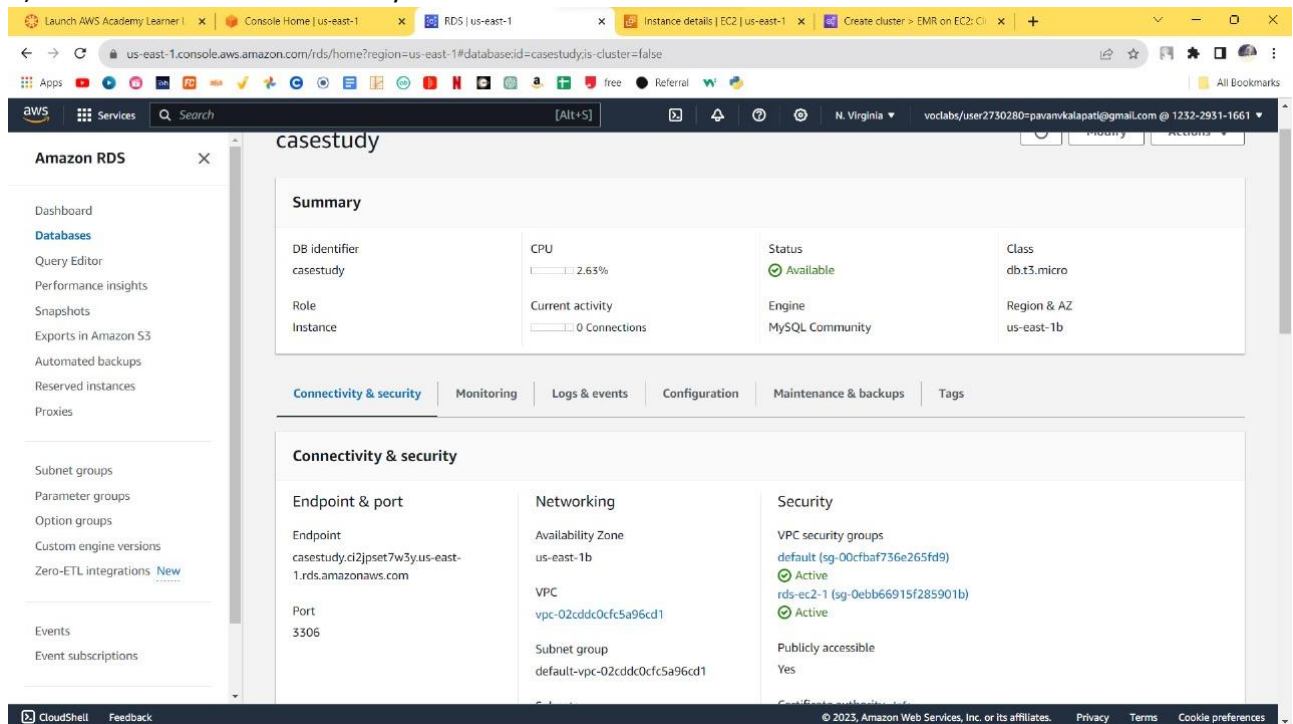 Launch AWS Academy Learner L
Console Home | us-east-1
RDS | us-east-1
Instance details | EC2 | us-east-1
Create cluster > EMR on EC2: Cl
us-east-1.console.aws.amazon.com/rds/home?region=us-east-1#database:id=casestudy;is-cluster=false
Apps
free
Referral
All Bookmarks
aws
Services
Search
[Alt+S]
N. Virginia
voclabs/user2730280=pavanvkalapati@gmail.com @ 1232-2931-1661
Amazon RDS
Dashboard
Databases
Query Editor
Performance insights
Snapshots
Exports in Amazon S3
Automated backups
Reserved instances
Proxies
Subnet groups
Parameter groups
Option groups
Custom engine versions
Zero-ETL integrations New
Events
Event subscriptions
casestudy
Modify
Actions
Summary
DB identifier
casestudy
CPU
2.63%
Status
Available
Class
db.t3.micro
Role
Instance
Current activity
0 Connections
Engine
MySQL Community
Region & AZ
us-east-1b
Connectivity & security
Monitoring
Logs & events
Configuration
Maintenance & backups
Tags
Connectivity & security
Endpoint & port
Endpoint
casestudy.ci2jpset7w3y.us-east-
1.rds.amazonaws.com
Port
3306
Networking
Availability Zone
us-east-1b
VPC
vpc-02cddc0cfc5a96cd1
Subnet group
default-vpc-02cddc0cfc5a96cd1
Security
VPC security groups
default (sg-00cfbaf736e265fd9)
Active
rds-ec2-1 (sg-0ebb66915f285901b)
Active
Publicly accessible
Yes
CloudShell
Feedback
© 2023, Amazon Web Services, Inc. or its affiliates.
Privacy
Terms
Cookie preferences